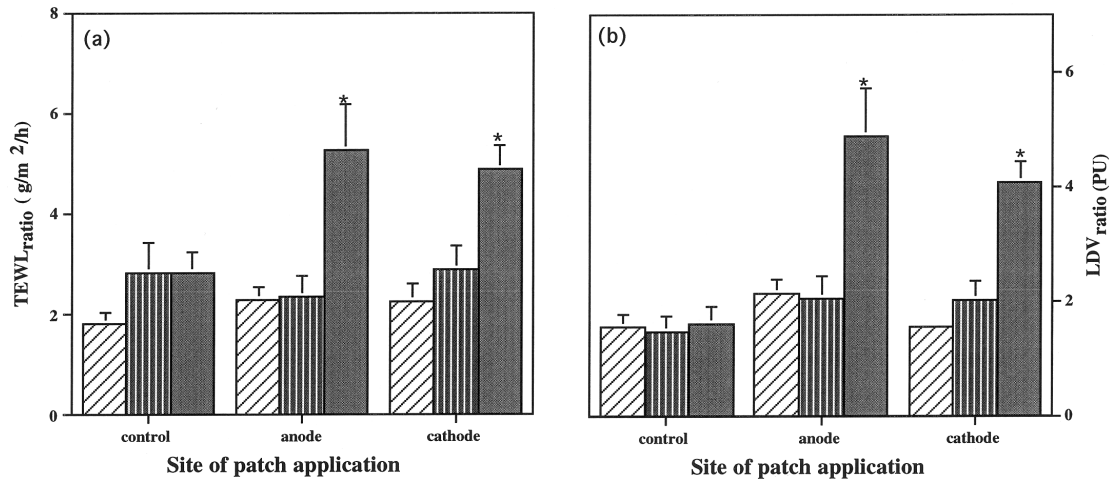 (a)
8
6
4
2
0
TEWLratio ( g/m 2/h)
*
*
control
anode
cathode
Site of patch application
(b)
6
4
2
0
LDVratio (PU)
*
*
control
anode
cathode
Site of patch application